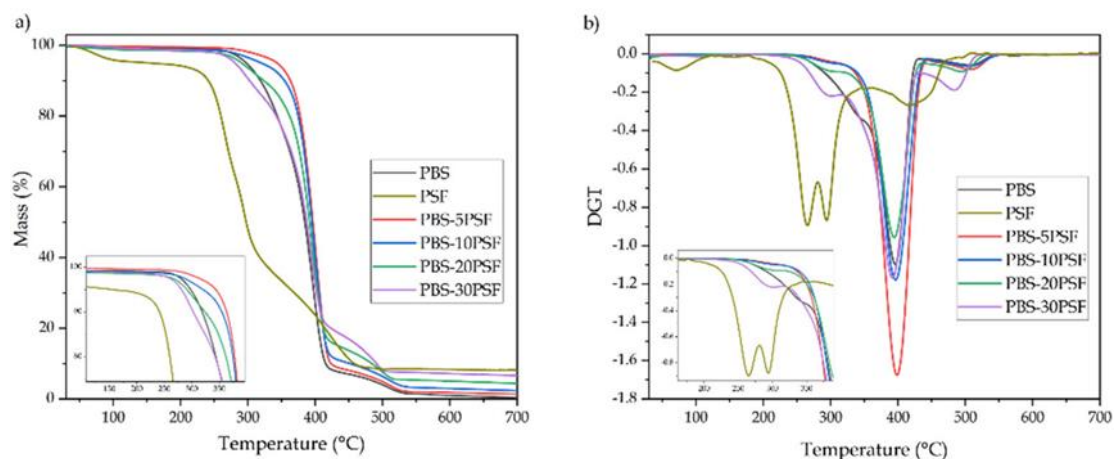 a)
100
80
60
40
20
0
Mass (%)
PBS
PSF
PBS-5PSF
PBS-10PSF
PBS-20PSF
PBS-30PSF
100
200
300
400
500
600
700
Temperature (°C)
b)
0.0
-0.2
-0.4
-0.6
-0.8
-1.0
-1.2
-1.4
-1.6
-1.8
DGT
PBS
PSF
PBS-5PSF
PBS-10PSF
PBS-20PSF
PBS-30PSF
100
200
300
400
500
600
700
Temperature (°C)